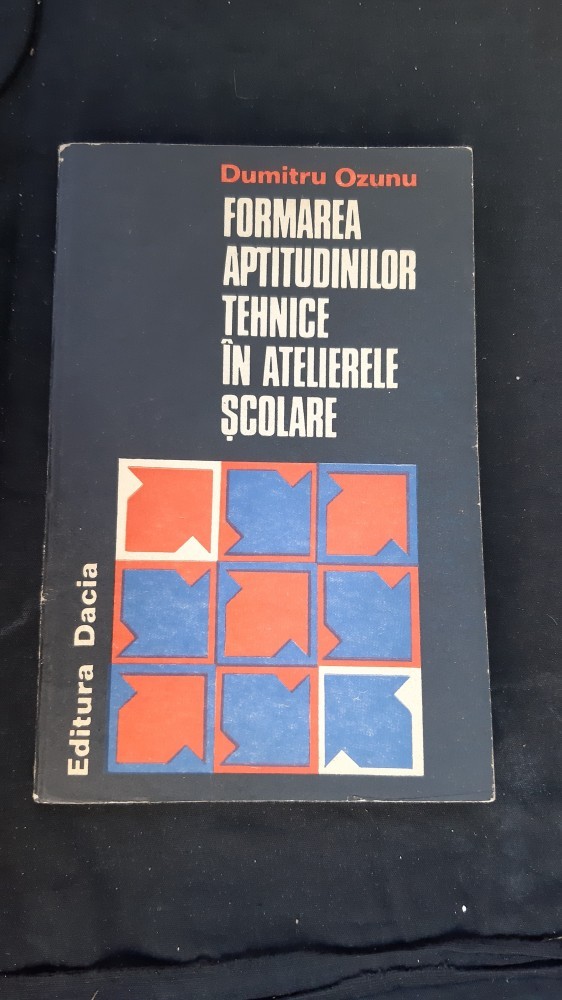 Dumitru Ozunu
FORMAREA
APTITUDINILOR
TEHNICE
ÎN ATELIERELE
ȘCOLARE
Editura Dacia